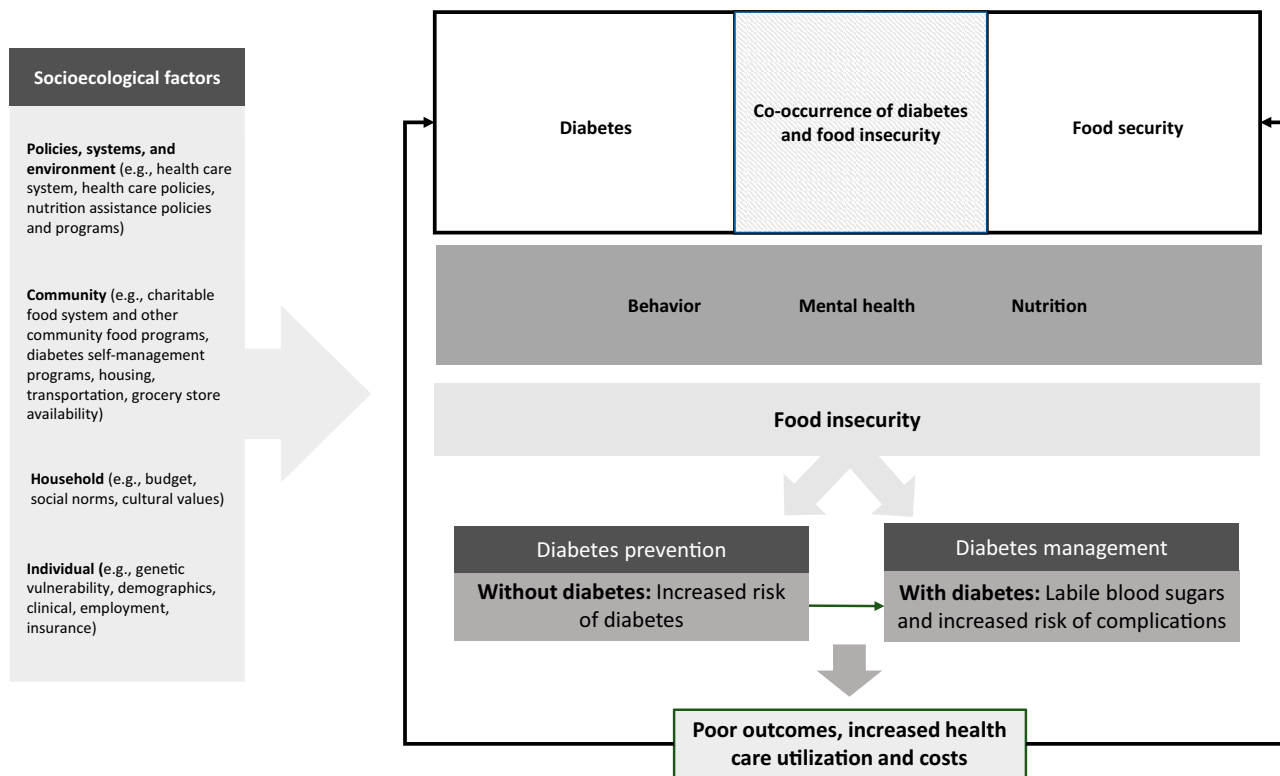 Socioecological factors
Policies, systems, and
environment (e.g., health care
system, health care policies,
nutrition assistance policies
and programs)
Community (e.g., charitable
food system and other
community food programs,
diabetes self-management
programs, housing,
transportation, grocery store
availability)
Household (e.g., budget,
social norms, cultural values)
Individual (e.g., genetic
vulnerability, demographics,
clinical, employment,
insurance)
Diabetes
Co-occurrence of diabetes
and food insecurity
Food security
Behavior
Mental health
Nutrition
Food insecurity
Diabetes prevention
Without diabetes: Increased risk
of diabetes
Diabetes management
With diabetes: Labile blood sugars
and increased risk of complications
Poor outcomes, increased health
care utilization and costs